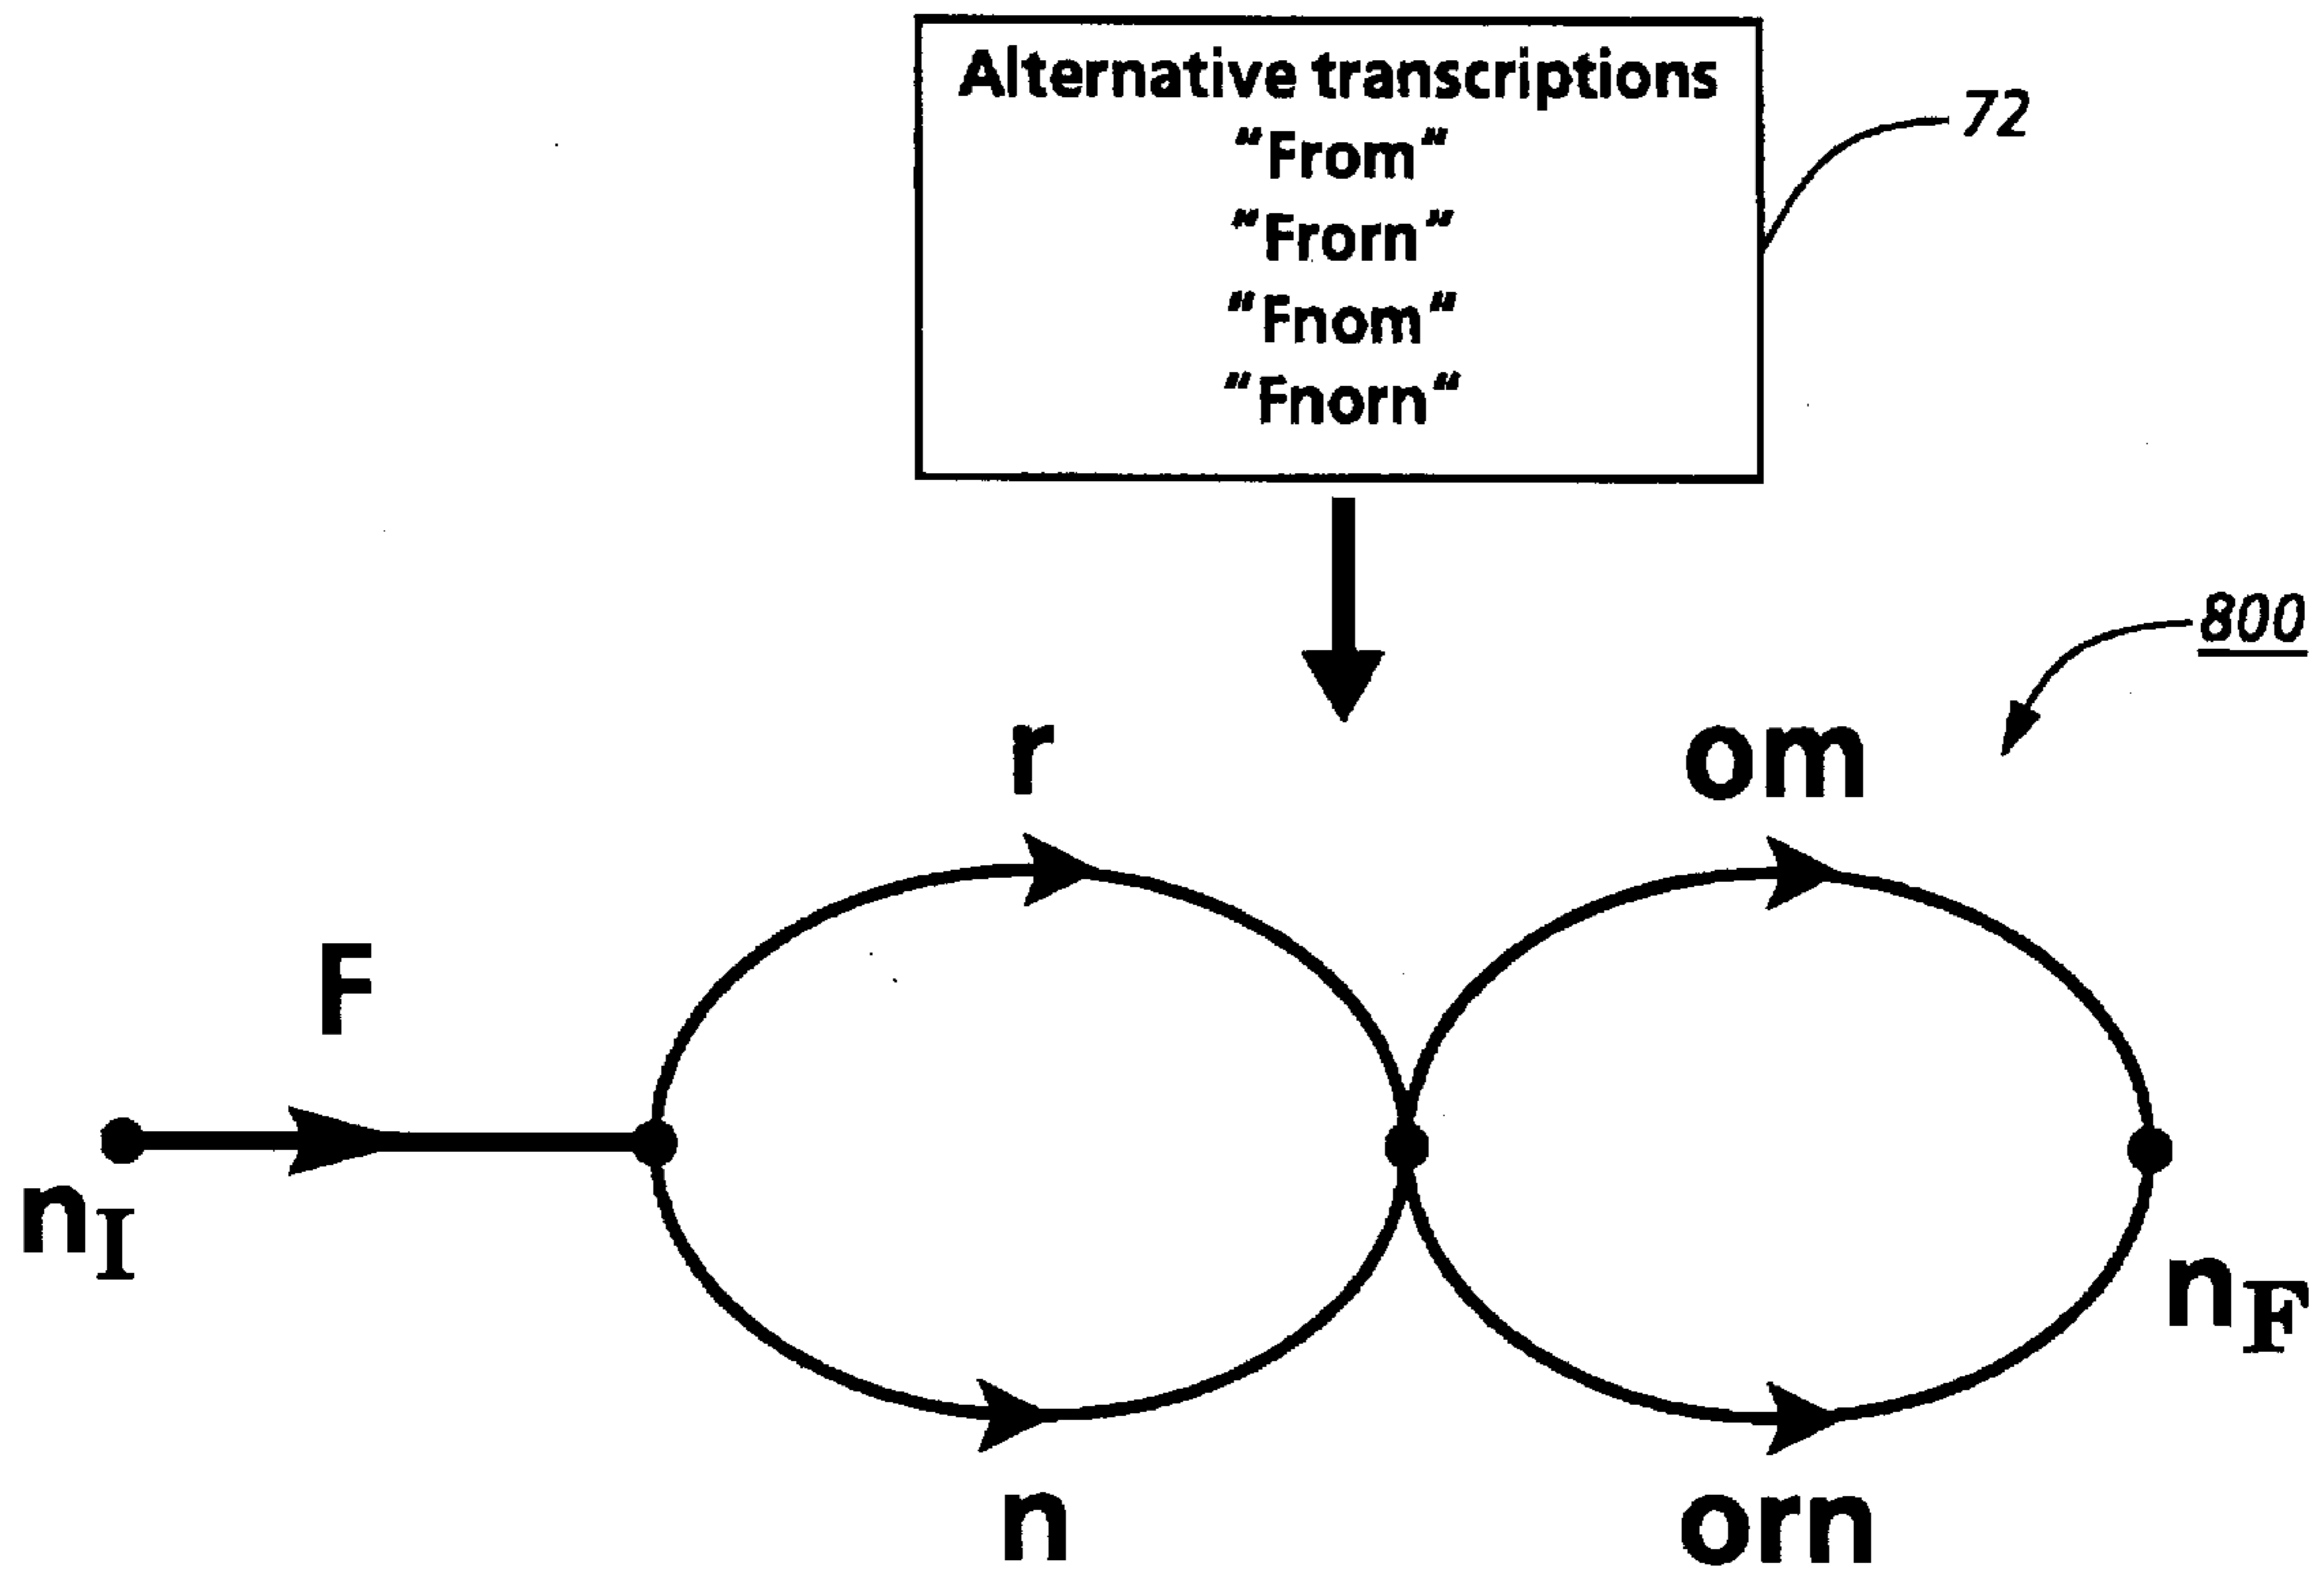 Alternative transcriptions
“From“
“Frorn”
“Fnom“
“Fnorn“
72
800
r
om
F
nI
nF
n
orn